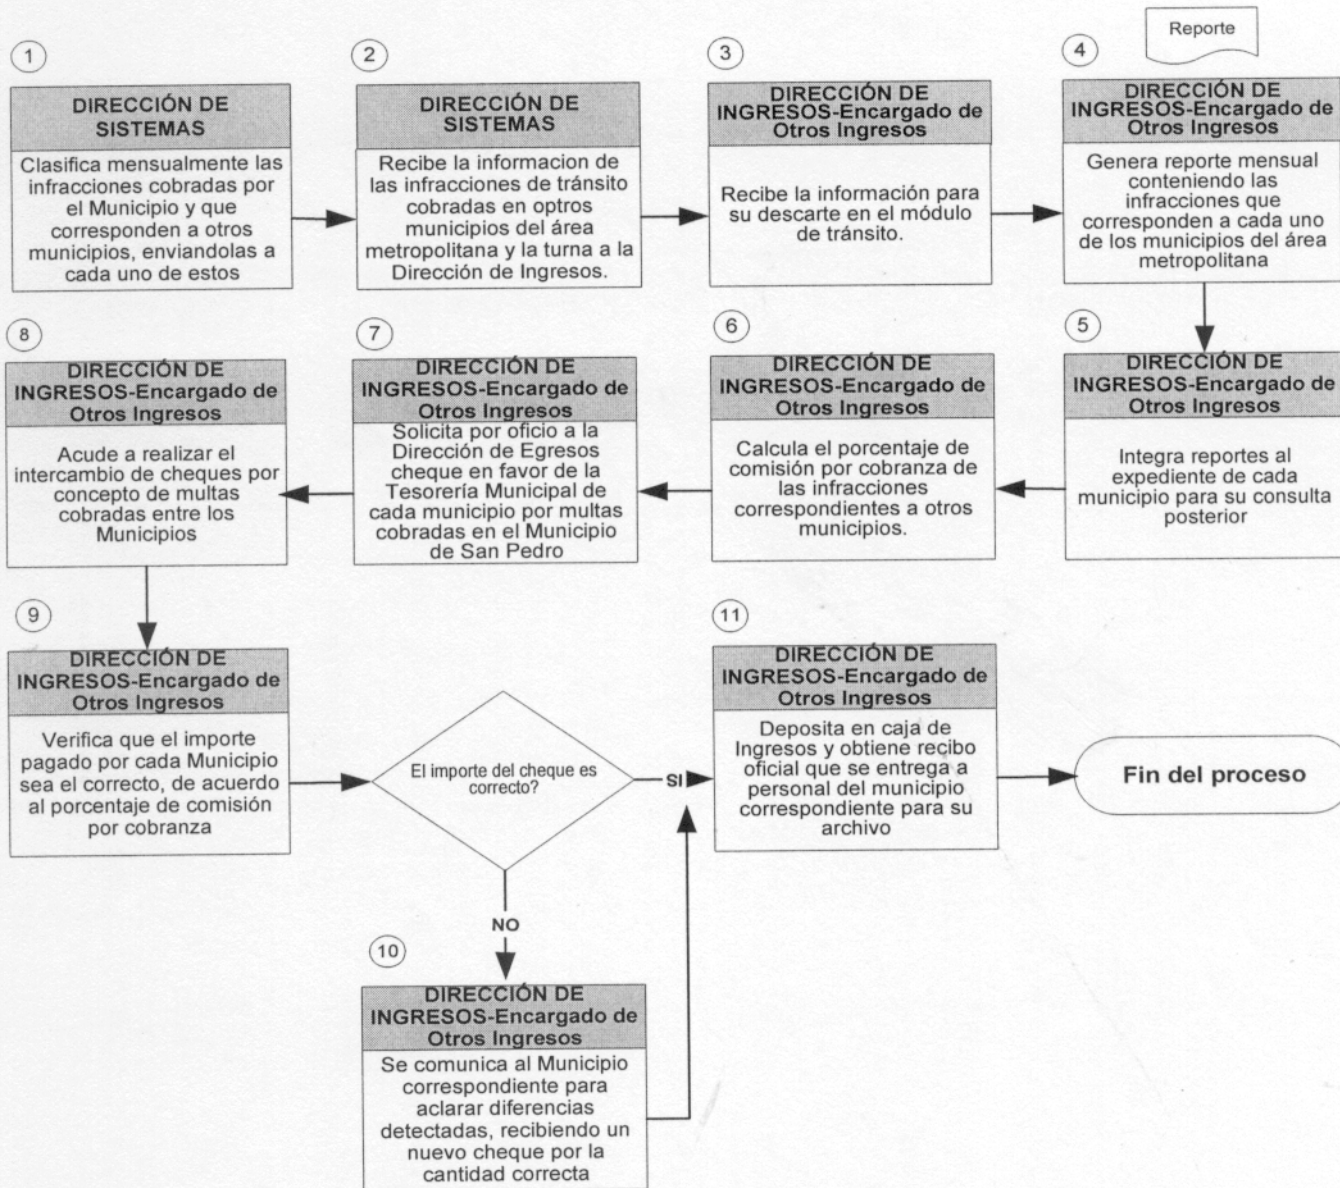 Reporte
1
DIRECCIÓN DE
SISTEMAS
Clasifica mensualmente las
infracciones cobradas por
el Municipio y que
corresponden a otros
municipios, enviandolas a
cada uno de estos
2
DIRECCIÓN DE
SISTEMAS
Recibe la informacion de
las infracciones de tránsito
cobradas en optros
municipios del área
metropolitana y la turna a la
Dirección de Ingresos.
3
DIRECCIÓN DE
INGRESOS-Encargado de
Otros Ingresos
Recibe la información para
su descarte en el módulo
de tránsito.
4
DIRECCIÓN DE
INGRESOS-Encargado de
Otros Ingresos
Genera reporte mensual
conteniendo las
infracciones que
corresponden a cada uno
de los municipios del área
metropolitana
5
DIRECCIÓN DE
INGRESOS-Encargado de
Otros Ingresos
Integra reportes al
expediente de cada
municipio para su consulta
posterior
6
DIRECCIÓN DE
INGRESOS-Encargado de
Otros Ingresos
Calcula el porcentaje de
comisión por cobranza de
las infracciones
correspondientes a otros
municipios.
7
DIRECCIÓN DE
INGRESOS-Encargado de
Otros Ingresos
Solicita por oficio a la
Dirección de Egresos
cheque en favor de la
Tesorería Municipal de
cada municipio por multas
cobradas en el Municipio
de San Pedro
8
DIRECCIÓN DE
INGRESOS-Encargado de
Otros Ingresos
Acude a realizar el
intercambio de cheques por
concepto de multas
cobradas entre los
Municipios
9
DIRECCIÓN DE
INGRESOS-Encargado de
Otros Ingresos
Verifica que el importe
pagado por cada Municipio
sea el correcto, de acuerdo
al porcentaje de comisión
por cobranza
El importe del cheque es
correcto?
SI
NO
10
DIRECCIÓN DE
INGRESOS-Encargado de
Otros Ingresos
Se comunica al Municipio
correspondiente para
aclarar diferencias
detectadas, recibiendo un
nuevo cheque por la
cantidad correcta
11
DIRECCIÓN DE
INGRESOS-Encargado de
Otros Ingresos
Deposita en caja de
Ingresos y obtiene recibo
oficial que se entrega a
personal del municipio
correspondiente para su
archivo
Fin del proceso